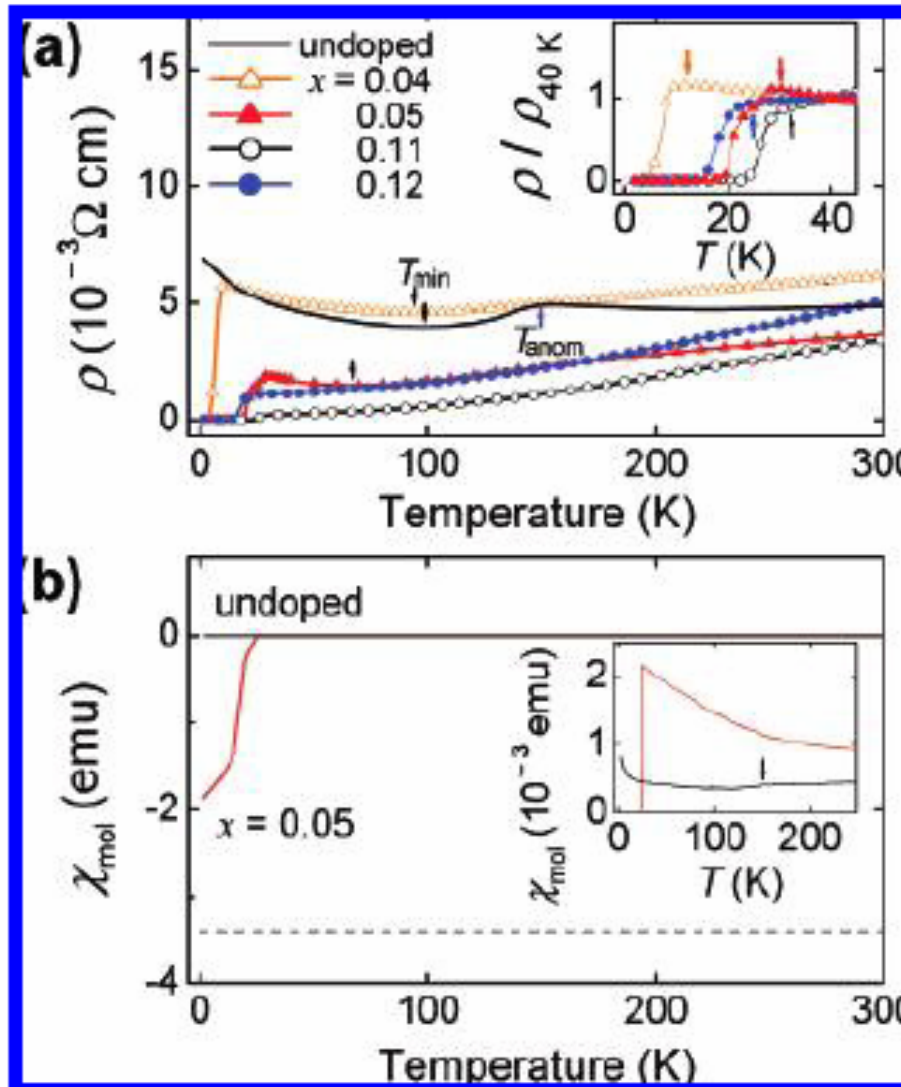 (a)
undoped
x = 0.04
0.05
0.11
0.12
15
10
5
0
ρ (10⁻³Ω cm)
T_min
T_anom
0
100
200
300
Temperature (K)
ρ / ρ_40 K
1
0
0
20
40
T (K)
(b)
undoped
x = 0.05
0
-2
-4
χ_mol (emu)
0
100
200
300
Temperature (K)
χ_mol (10⁻³ emu)
2
1
0
0
100
200
T (K)